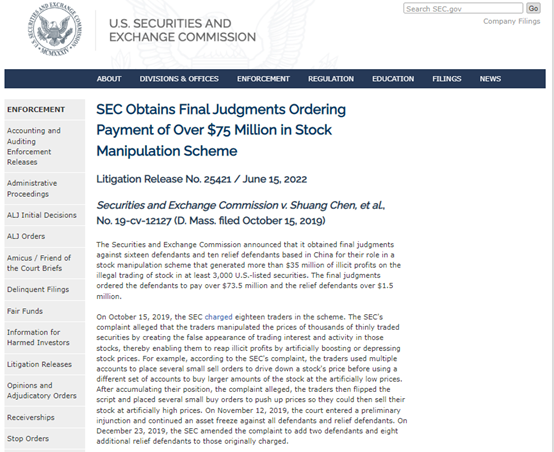 Search SEC.gov
Go
Company Filings
U.S. SECURITIES AND
EXCHANGE COMMISSION
ABOUT DIVISIONS & OFFICES ENFORCEMENT REGULATION EDUCATION FILINGS NEWS
ENFORCEMENT
Accounting and
Auditing
Enforcement
Releases
Administrative
Proceedings
ALJ Initial Decisions
ALJ Orders
Amicus / Friend of
the Court Briefs
Delinquent Filings
Fair Funds
Information for
Harmed Investors
Litigation Releases
Opinions and
Adjudicatory Orders
Receiverships
Stop Orders
SEC Obtains Final Judgments Ordering
Payment of Over $75 Million in Stock
Manipulation Scheme
Litigation Release No. 25421 / June 15, 2022
Securities and Exchange Commission v. Shuang Chen, et al.,
No. 19-cv-12127 (D. Mass. filed October 15, 2019)
The Securities and Exchange Commission announced that it obtained final judgments
against sixteen defendants and ten relief defendants based in China for their role in a
stock manipulation scheme that generated more than $35 million of illicit profits on the
illegal trading of stock in at least 3,000 U.S.-listed securities. The final judgments
ordered the defendants to pay over $73.5 million and the relief defendants over $1.5
million.
On October 15, 2019, the SEC charged eighteen traders in the scheme. The SEC's
complaint alleged that the traders manipulated the prices of thousands of thinly traded
securities by creating the false appearance of trading interest and activity in those
stocks, thereby enabling them to reap illicit profits by artificially boosting or depressing
stock prices. For example, according to the SEC's complaint, the traders used multiple
accounts to place several small sell orders to drive down a stock's price before using a
different set of accounts to buy larger amounts of the stock at the artificially low prices.
After accumulating their position, the complaint alleged, the traders then flipped the
script and placed several small buy orders to push up prices so they could then sell their
stock at artificially high prices. On November 12, 2019, the court entered a preliminary
injunction and continued an asset freeze against all defendants and relief defendants. On
December 23, 2019, the SEC amended the complaint to add two defendants and eight
additional relief defendants to those originally charged.